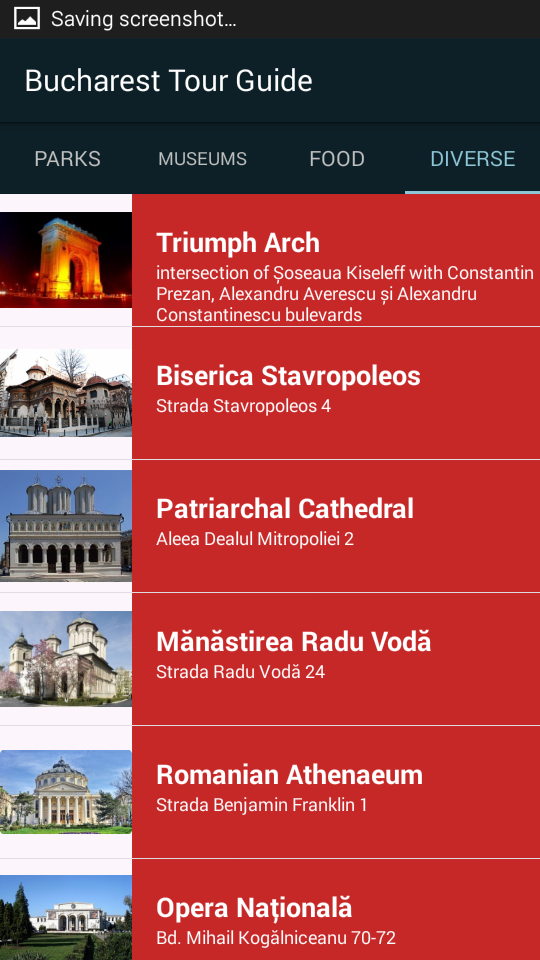 Saving screenshot...
Bucharest Tour Guide
PARKS
MUSEUMS
FOOD
DIVERSE
Triumph Arch
intersection of Șoseaua Kiseleff with Constantin
Prezan, Alexandru Averescu și Alexandru
Constantinescu bulevards
Biserica Stavropoleos
Strada Stavropoleos 4
Patriarchal Cathedral
Aleea Dealul Mitropoliei 2
Mănăstirea Radu Vodă
Strada Radu Vodă 24
Romanian Athenaeum
Strada Benjamin Franklin 1
Opera Națională
Bd. Mihail Kogălniceanu 70-72